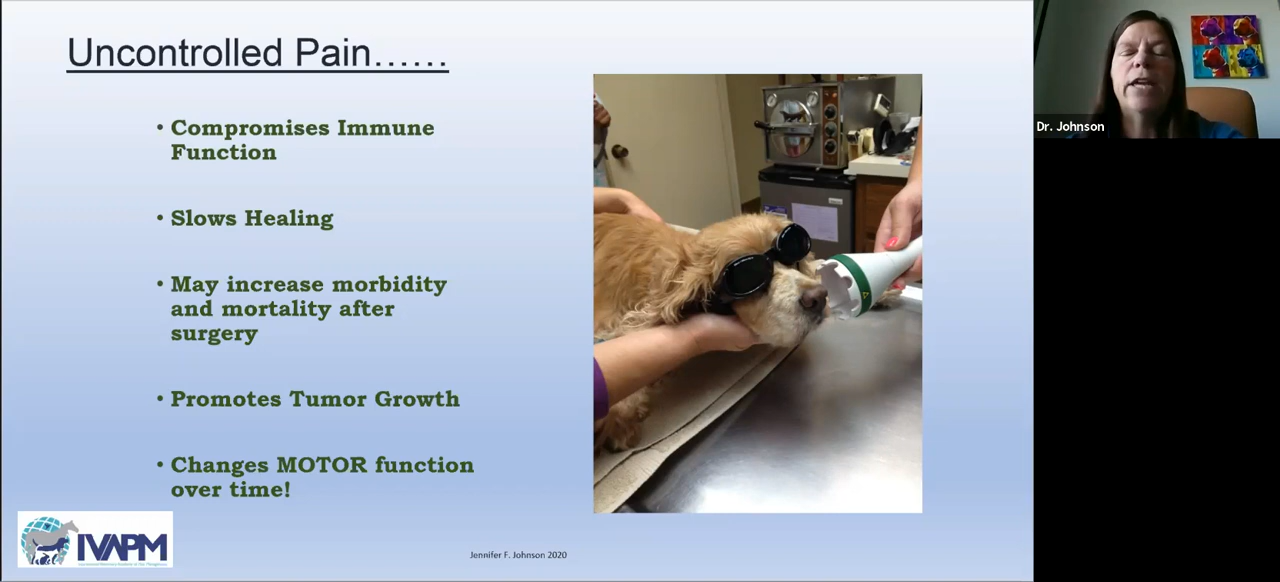 Uncontrolled Pain……
• Compromises Immune
Function
• Slows Healing
• May increase morbidity
and mortality after
surgery
• Promotes Tumor Growth
• Changes MOTOR function
over time!
IVAPM
Jennifer F. Johnson 2020
Dr. Johnson